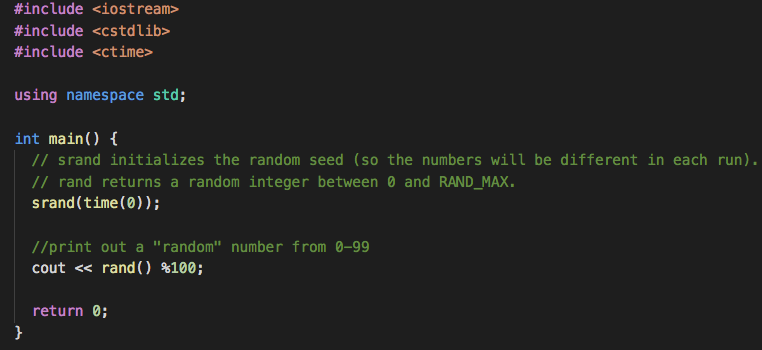 #include <iostream>
#include <cstdlib>
#include <ctime>
using namespace std;
int main() {
// srand initializes the random seed (so the numbers will be different in each run).
// rand returns a random integer between 0 and RAND_MAX.
srand(time(0));
//print out a "random" number from 0-99
cout << rand() %100;
return 0;
}